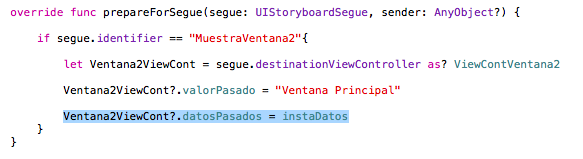 override func prepareForSegue(segue: UIStoryboardSegue, sender: AnyObject?) {
if segue.identifier == "MuestraVentana2"{
let Ventana2ViewCont = segue.destinationViewController as? ViewContVentana2
Ventana2ViewCont?.valorPasado = "Ventana Principal"
Ventana2ViewCont?.datosPasados = instaDatos
}
}